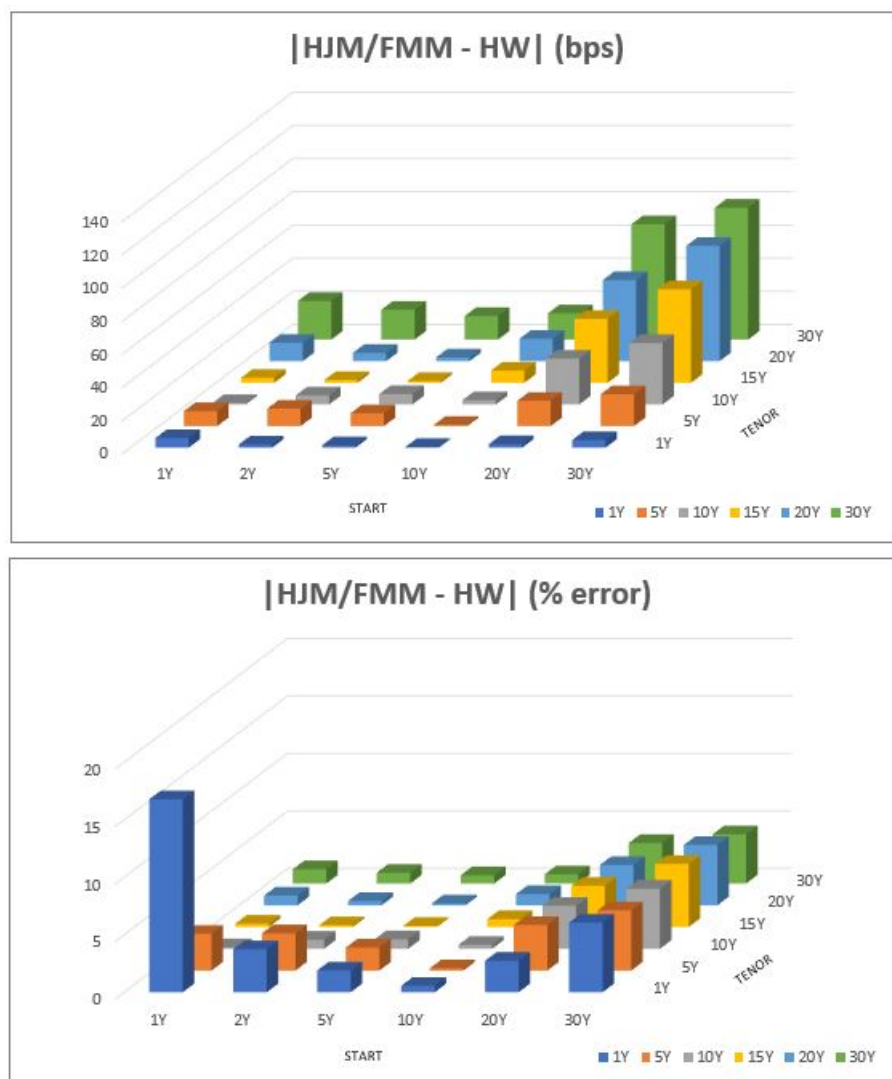 |HJM/FMM - HW| (bps)
140
120
100
80
60
40
20
0
1Y
2Y
5Y
10Y
20Y
30Y
START
30Y
20Y
15Y
10Y
5Y
1Y
TENOR
1Y 5Y 10Y 15Y 20Y 30Y
|HJM/FMM - HW| (% error)
20
15
10
5
0
1Y
2Y
5Y
10Y
20Y
30Y
START
30Y
20Y
15Y
10Y
5Y
1Y
TENOR
1Y 5Y 10Y 15Y 20Y 30Y